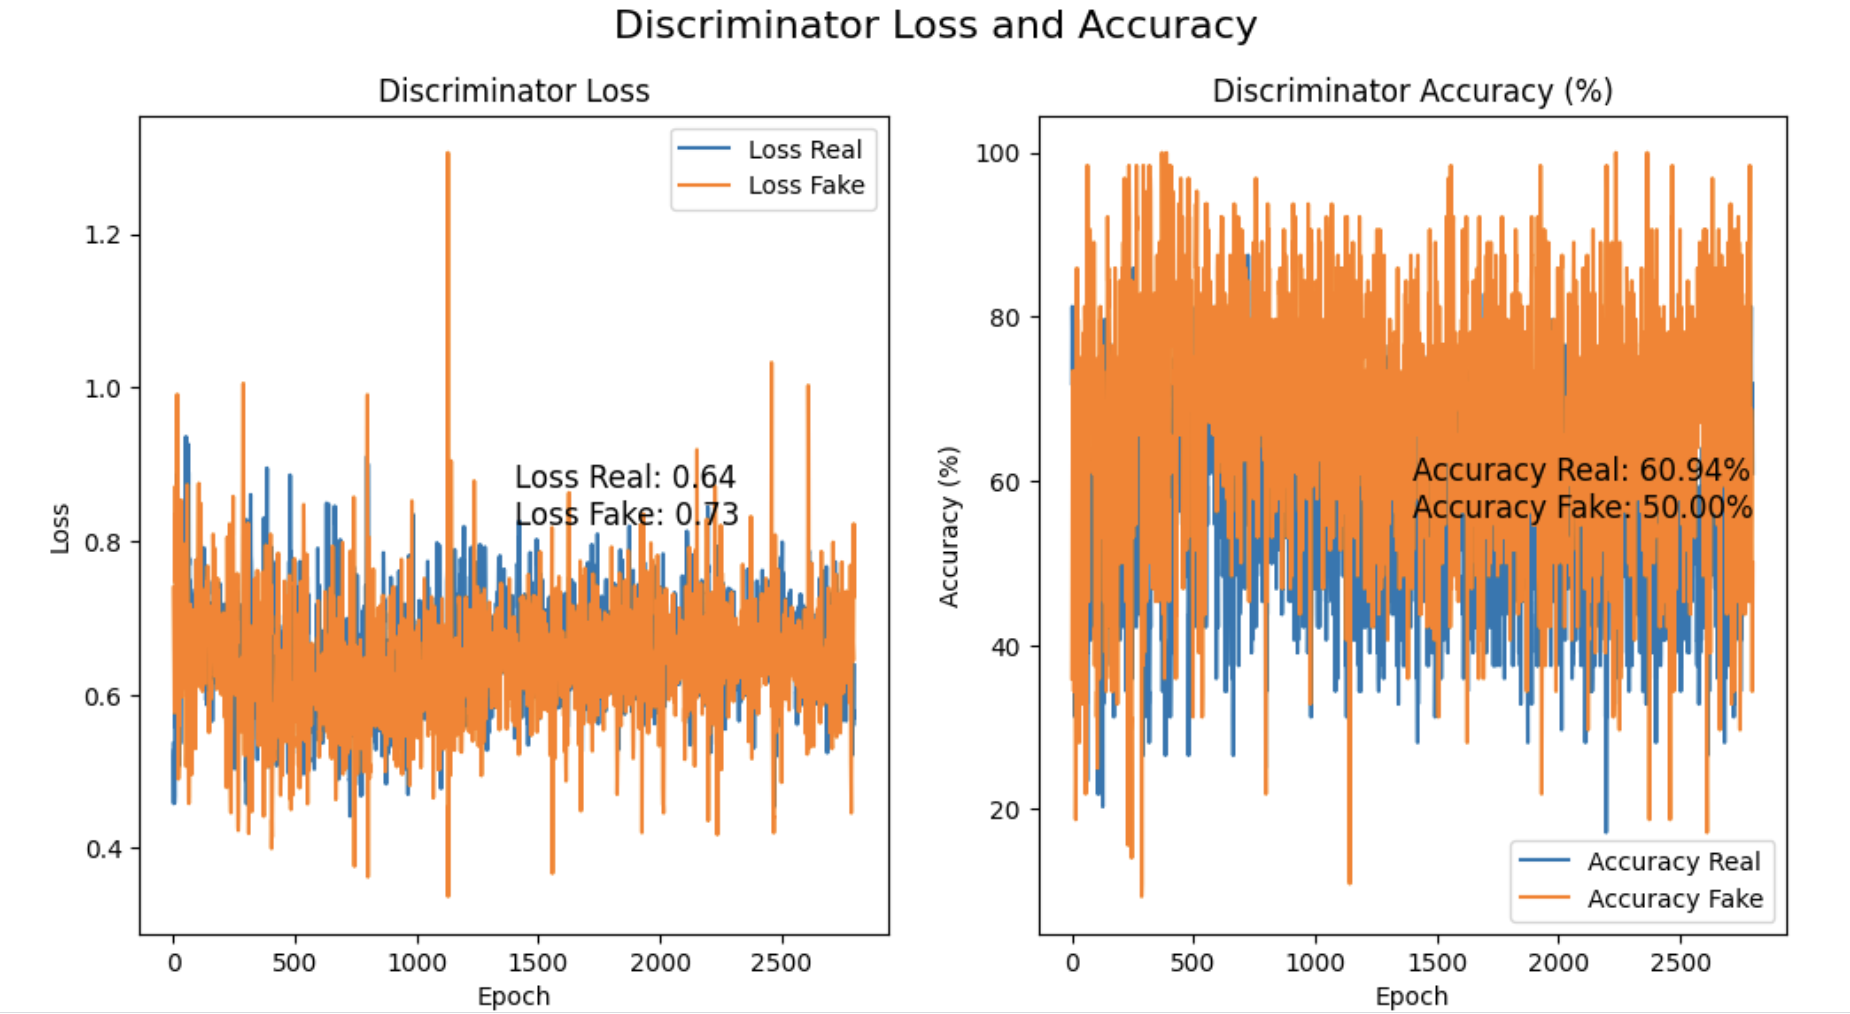 Discriminator Loss and Accuracy
Discriminator Loss
Loss Real
Loss Fake
Loss Real: 0.64
Loss Fake: 0.73
Loss
1.2
1.0
0.8
0.6
0.4
0 500 1000 1500 2000 2500
Epoch
Discriminator Accuracy (%)
Accuracy Real: 60.94%
Accuracy Fake: 50.00%
Accuracy (%)
100
80
60
40
20
Accuracy Real
Accuracy Fake
0 500 1000 1500 2000 2500
Epoch